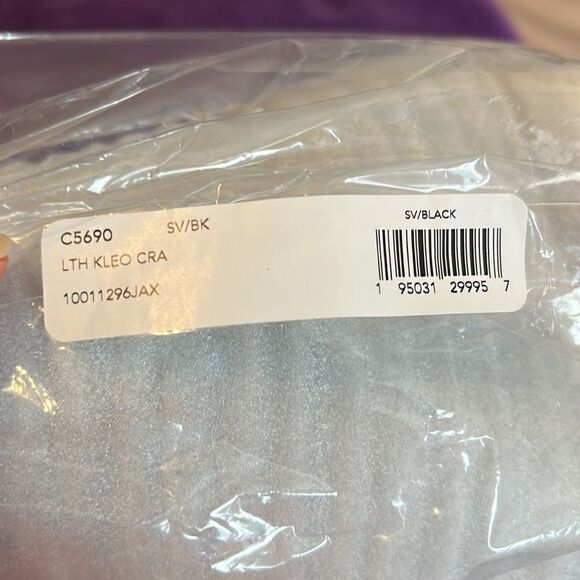 C5690 SV/BK
LTH KLEO CRA
10011296JAX
SV/BLACK
1 95031 29995 7